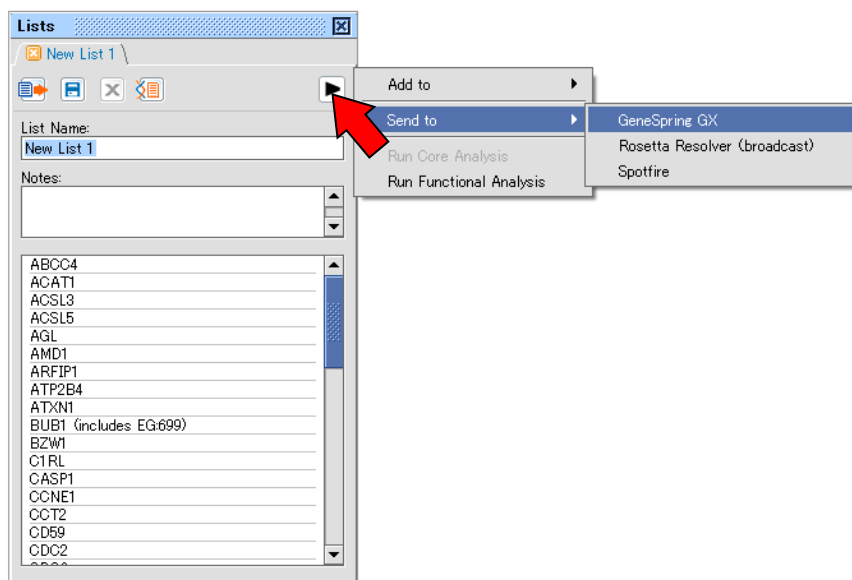 Lists
New List 1
Add to
Send to
GeneSpring GX
Rosetta Resolver (broadcast)
Spotfire
Run Core Analysis
Run Functional Analysis
List Name:
New List 1
Notes:
ABCC4
ACAT1
ACSL3
ACSL5
AGL
AMD1
ARFIP1
ATP2B4
ATXN1
BUB1 (includes EG:699)
BZW1
C1RL
CASP1
CCNE1
CCT2
CD59
CDC2